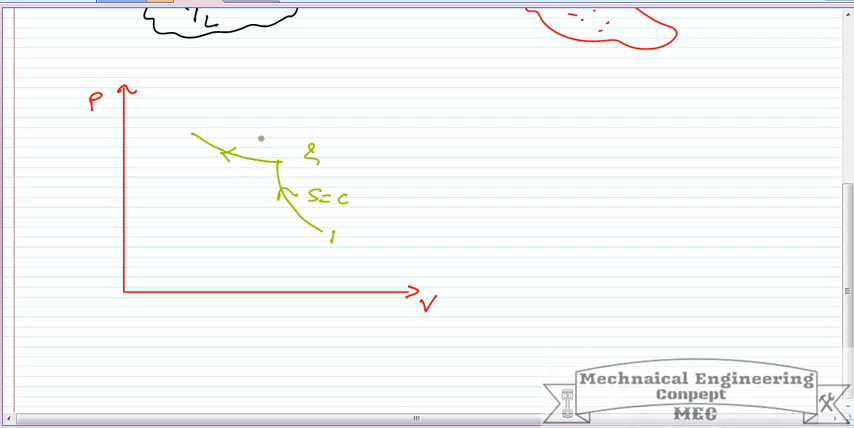 P
2
S=C
1
V
Mechnaical Engineering
Conpept
MEC